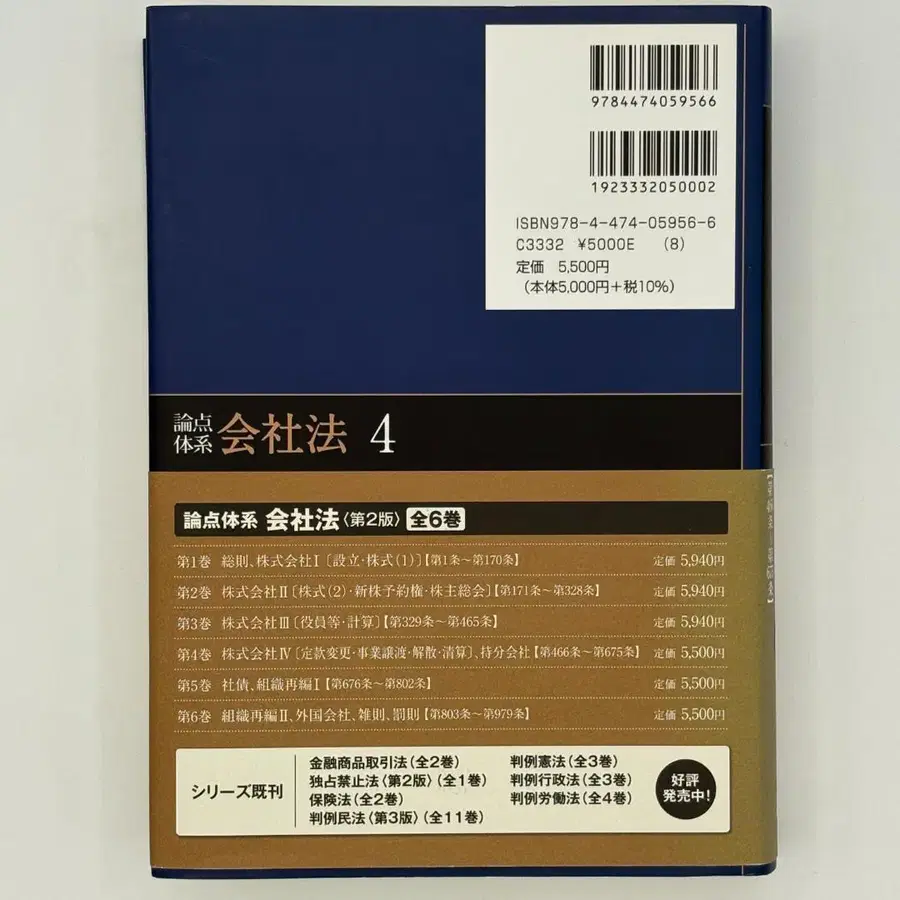 9784474059566
1923332050002
ISBN978-4-474-05956-6
C3332 ¥5000E (8)
定価 5,500円
(本体5,000円+税10%)
論点
体系 会社法 4
論点体系 会社法〈第2版〉 全6巻
第1巻 総則、株式会社Ⅰ〔設立・株式(1)〕【第1条〜第170条】 定価 5,940円
第2巻 株式会社Ⅱ〔株式(2)・新株予約権・株主総会〕【第171条〜第328条】 定価 5,940円
第3巻 株式会社Ⅲ〔役員等・計算〕【第329条〜第465条】 定価 5,940円
第4巻 株式会社Ⅳ〔定款変更・事業譲渡・解散・清算〕、持分会社【第466条〜第675条】 定価 5,500円
第5巻 社債、組織再編Ⅰ【第676条〜第802条】 定価 5,500円
第6巻 組織再編Ⅱ、外国会社、雑則、罰則【第803条〜第979条】 定価 5,500円
シリーズ既刊
金融商品取引法(全2巻) 判例憲法(全3巻)
独占禁止法〈第2版〉(全1巻) 判例行政法(全3巻)
保険法(全2巻) 判例労働法(全4巻)
判例民法〈第3版〉(全11巻)
好評
発売中!